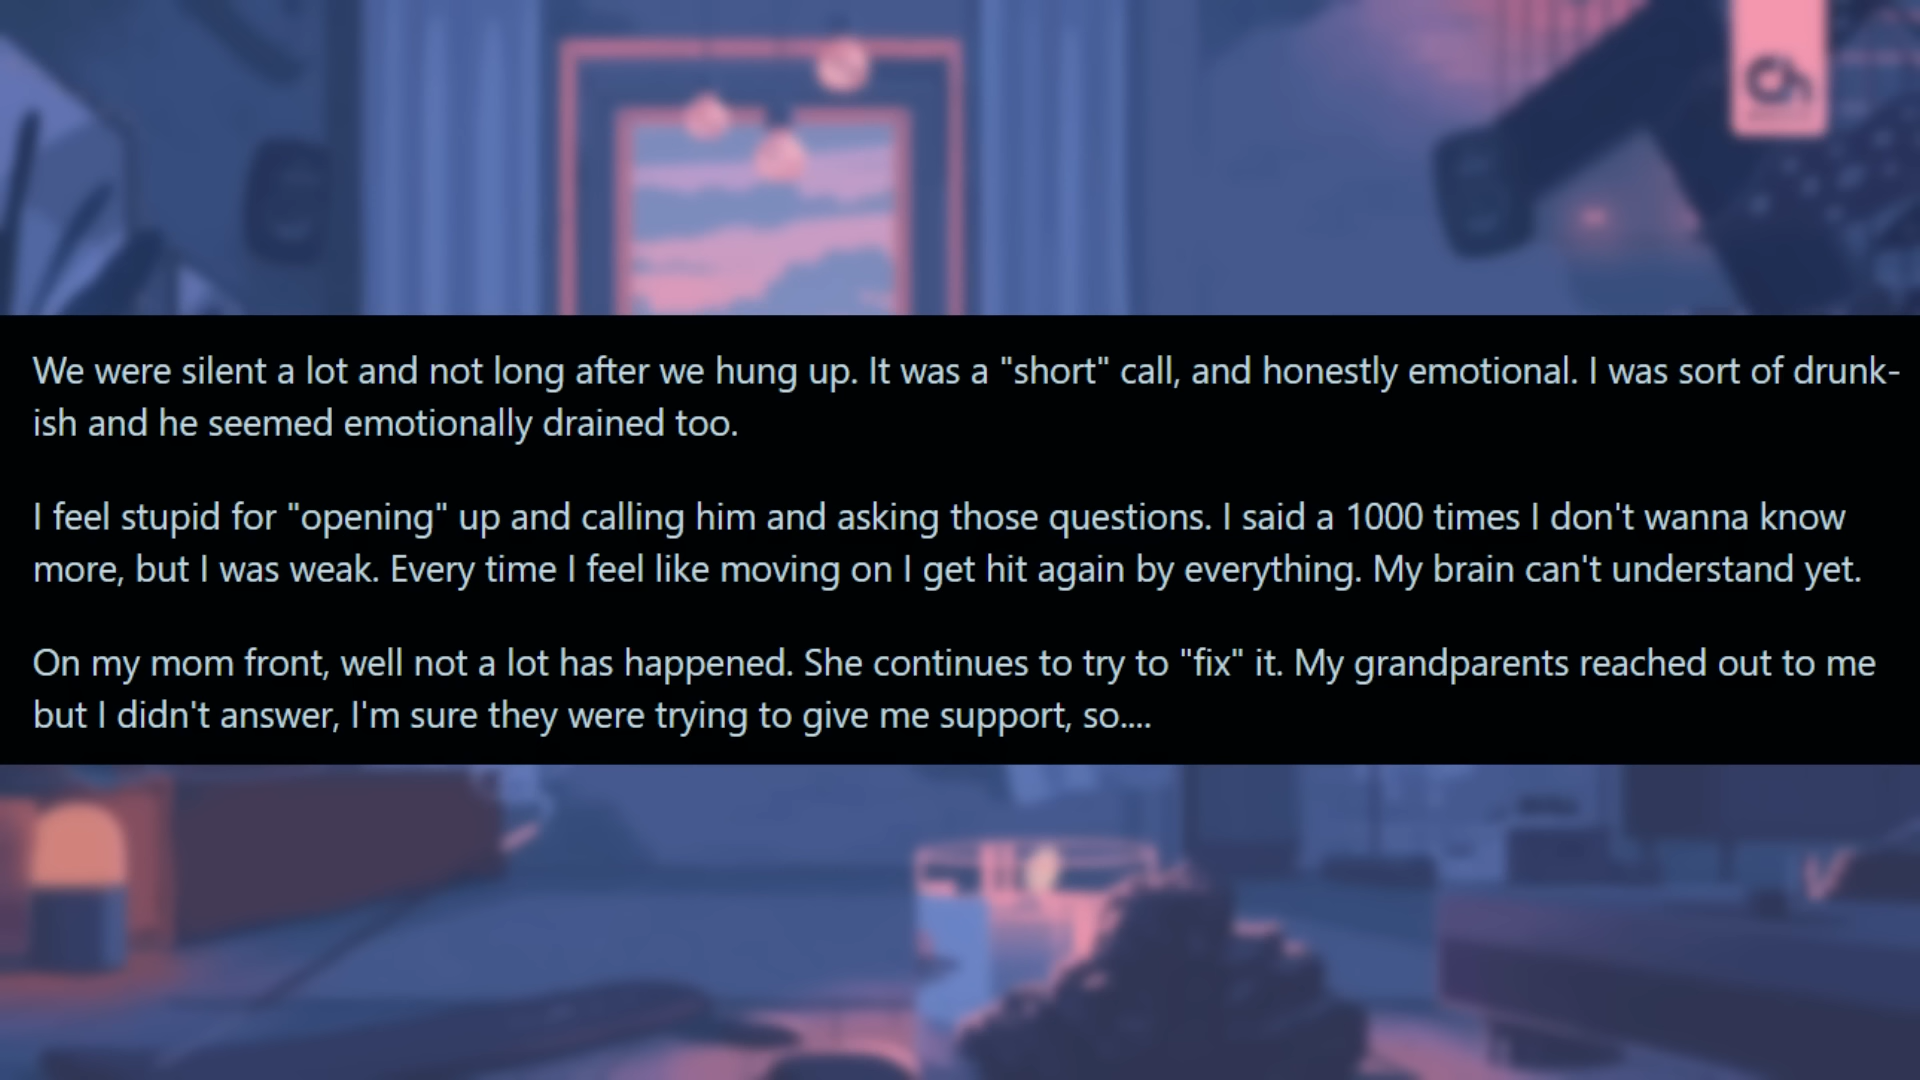 We were silent a lot and not long after we hung up. It was a "short" call, and honestly emotional. I was sort of drunk-
ish and he seemed emotionally drained too.
I feel stupid for "opening" up and calling him and asking those questions. I said a 1000 times I don't wanna know
more, but I was weak. Every time I feel like moving on I get hit again by everything. My brain can't understand yet.
On my mom front, well not a lot has happened. She continues to try to "fix" it. My grandparents reached out to me
but I didn't answer, I'm sure they were trying to give me support, so....